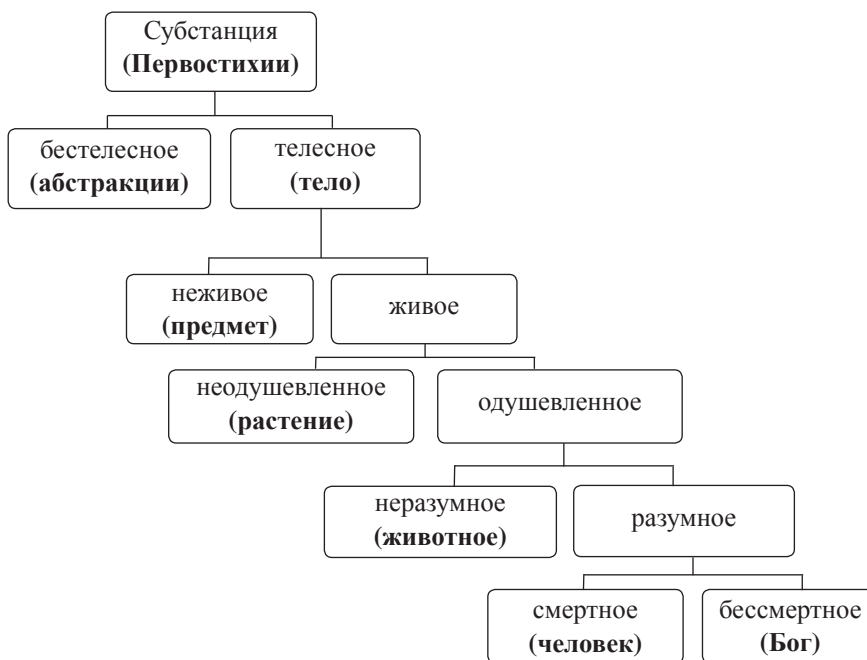 Субстанция
(Первостихии)
бестелесное
(абстракции)
телесное
(тело)
неживое
(предмет)
живое
неодушевленное
(растение)
одушевленное
неразумное
(животное)
разумное
смертное
(человек)
бессмертное
(Бог)